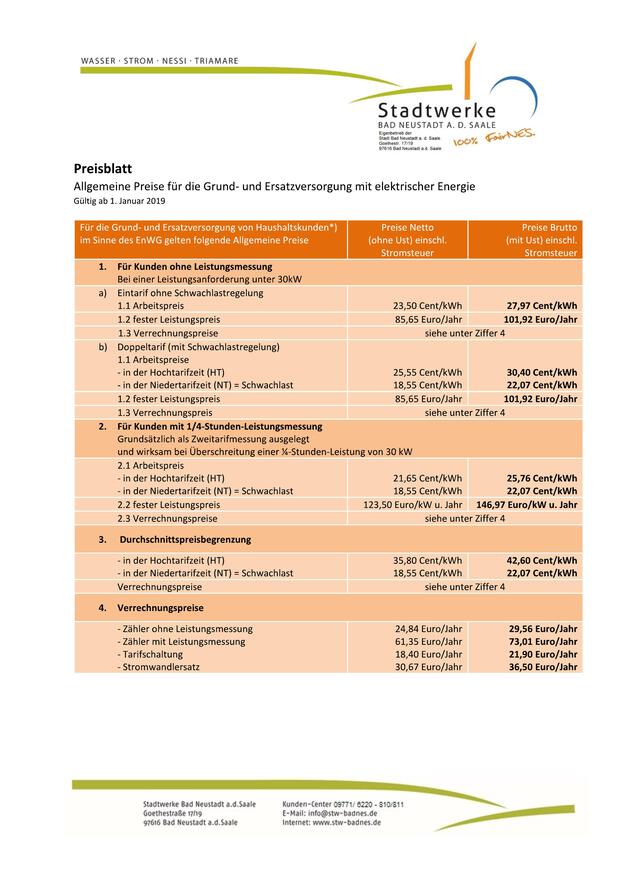 WASSER · STROM · NESSI · TRIAMARE
Stadtwerke
BAD NEUSTADT A. D. SAALE
Eigenbetrieb der
Stadt Bad Neustadt a. d. Saale
Goethestr. 17/19
97616 Bad Neustadt a.d. Saale
100% FairNES.
Preisblatt
Allgemeine Preise für die Grund- und Ersatzversorgung mit elektrischer Energie
Gültig ab 1. Januar 2019
Für die Grund- und Ersatzversorgung von Haushaltskunden*) Preise Netto Preise Brutto
im Sinne des EnWG gelten folgende Allgemeine Preise (ohne Ust) einschl. (mit Ust) einschl.
Stromsteuer Stromsteuer
1. Für Kunden ohne Leistungsmessung
Bei einer Leistungsanforderung unter 30kW
a) Eintarif ohne Schwachlastregelung
1.1 Arbeitspreis 23,50 Cent/kWh 27,97 Cent/kWh
1.2 fester Leistungspreis 85,65 Euro/Jahr 101,92 Euro/Jahr
1.3 Verrechnungspreise siehe unter Ziffer 4
b) Doppeltarif (mit Schwachlastregelung)
1.1 Arbeitspreise
- in der Hochtarifzeit (HT) 25,55 Cent/kWh 30,40 Cent/kWh
- in der Niedertarifzeit (NT) = Schwachlast 18,55 Cent/kWh 22,07 Cent/kWh
1.2 fester Leistungspreis 85,65 Euro/Jahr 101,92 Euro/Jahr
1.3 Verrechnungspreis siehe unter Ziffer 4
2. Für Kunden mit 1/4-Stunden-Leistungsmessung
Grundsätzlich als Zweitarifmessung ausgelegt
und wirksam bei Überschreitung einer ¼-Stunden-Leistung von 30 kW
2.1 Arbeitspreis
- in der Hochtarifzeit (HT) 21,65 Cent/kWh 25,76 Cent/kWh
- in der Niedertarifzeit (NT) = Schwachlast 18,55 Cent/kWh 22,07 Cent/kWh
2.2 fester Leistungspreis 123,50 Euro/kW u. Jahr 146,97 Euro/kW u. Jahr
2.3 Verrechnungspreise siehe unter Ziffer 4
3. Durchschnittspreisbegrenzung
- in der Hochtarifzeit (HT) 35,80 Cent/kWh 42,60 Cent/kWh
- in der Niedertarifzeit (NT) = Schwachlast 18,55 Cent/kWh 22,07 Cent/kWh
Verrechnungspreise siehe unter Ziffer 4
4. Verrechnungspreise
- Zähler ohne Leistungsmessung 24,84 Euro/Jahr 29,56 Euro/Jahr
- Zähler mit Leistungsmessung 61,35 Euro/Jahr 73,01 Euro/Jahr
- Tarifschaltung 18,40 Euro/Jahr 21,90 Euro/Jahr
- Stromwandlersatz 30,67 Euro/Jahr 36,50 Euro/Jahr
Stadtwerke Bad Neustadt a.d.Saale Kunden-Center 09771/ 6220 - 810/811
Goethestraße 17/19 E-Mail: info@stw-badnes.de
97616 Bad Neustadt a.d.Saale Internet: www.stw-badnes.de